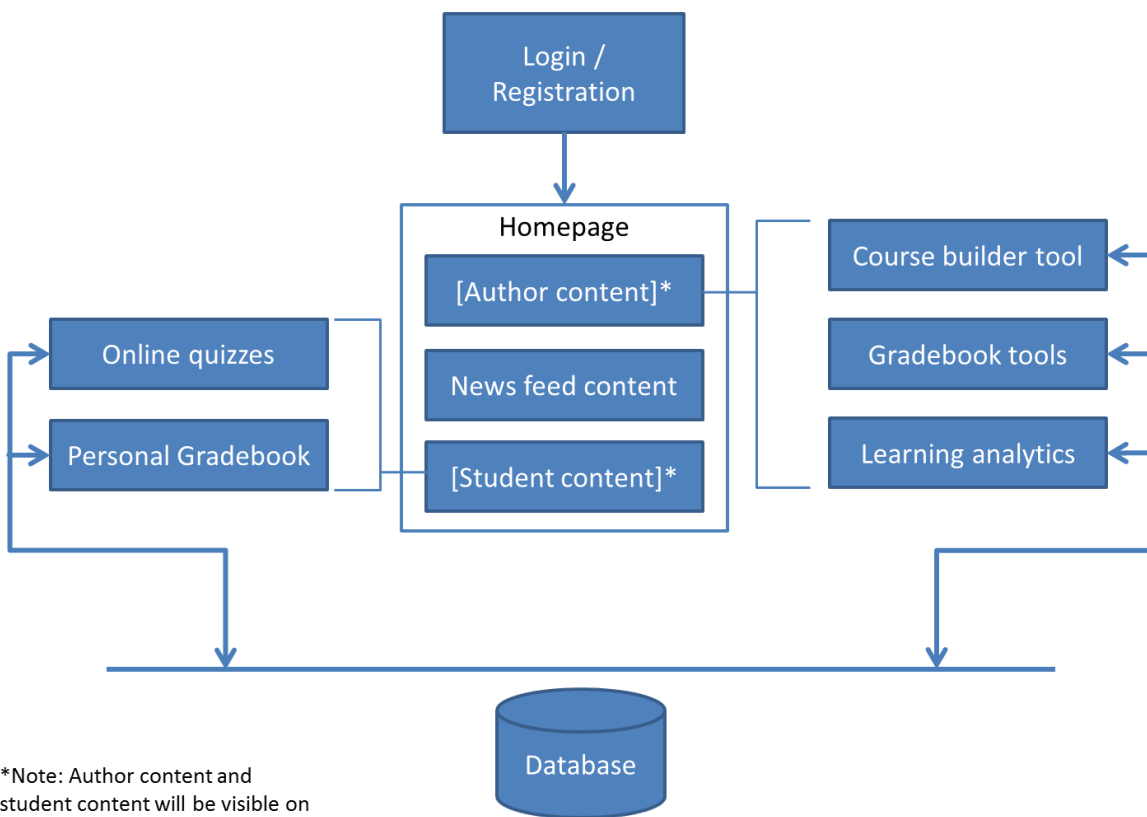 Login /
Registration
Homepage
[Author content]*
News feed content
[Student content]*
Online quizzes
Personal Gradebook
Course builder tool
Gradebook tools
Learning analytics
Database
*Note: Author content and
student content will be visible on